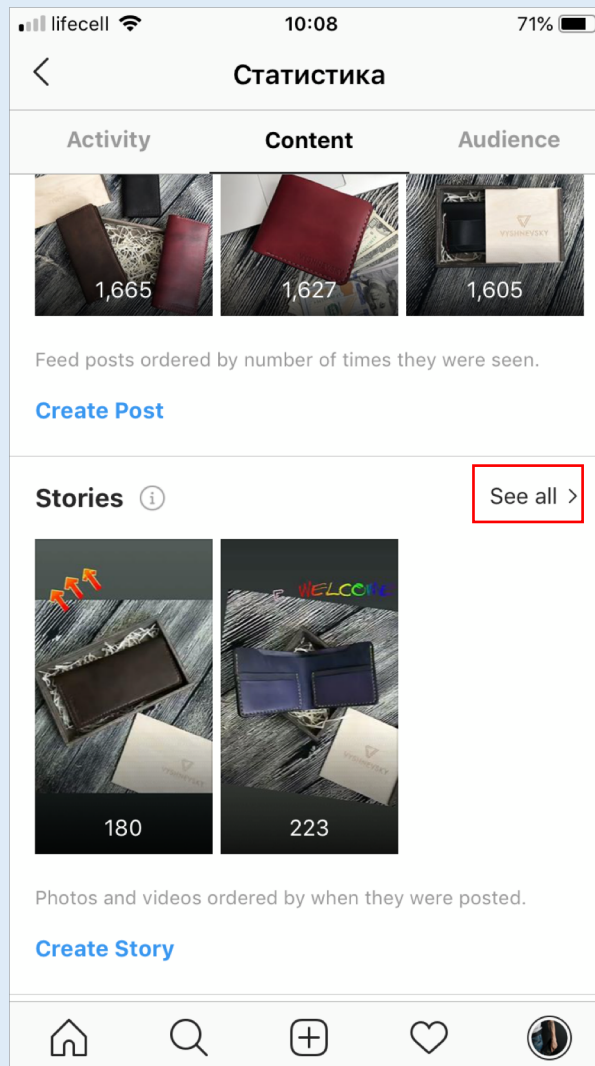 lifecell 10:08 71%
Статистика
Activity Content Audience
VYSHNEVSKY
1,665 1,627 1,605
Feed posts ordered by number of times they were seen.
Create Post
Stories
See all
WELCOME!
VYSHNEVSKY VYSHNEVSKY
180 223
Photos and videos ordered by when they were posted.
Create Story